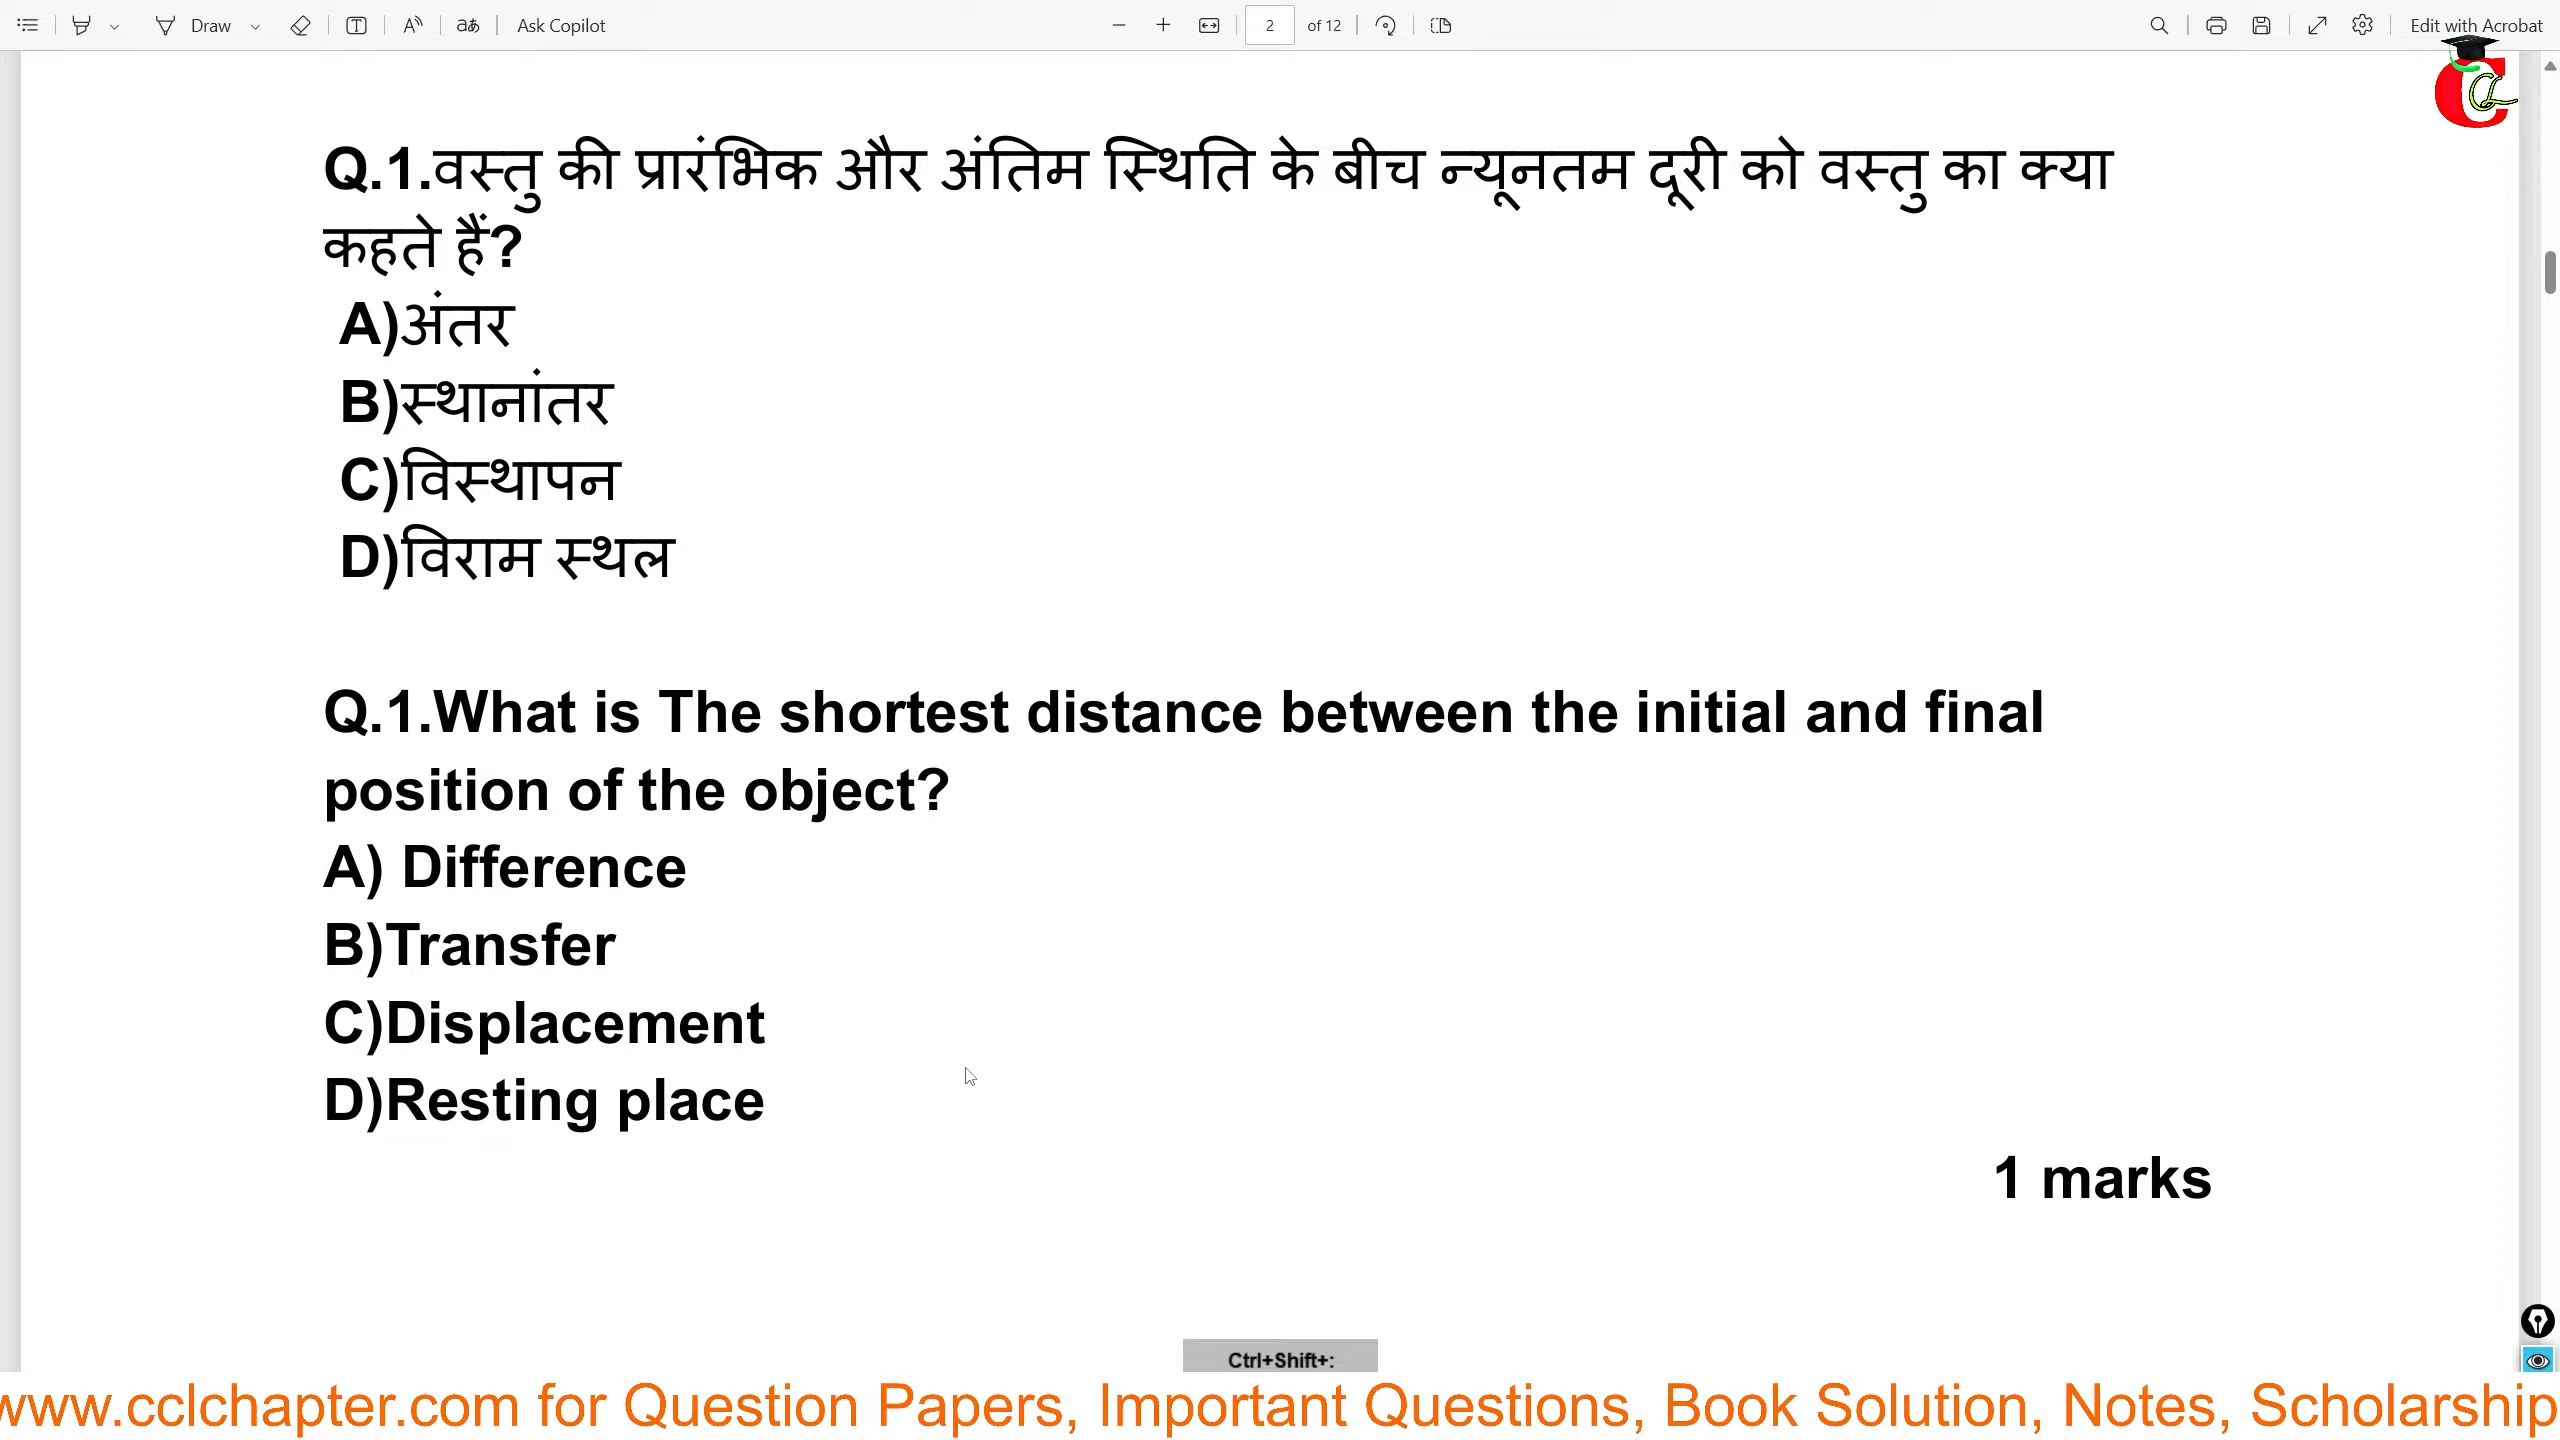 Draw
Ask Copilot
2 of 12
Edit with Acrobat
Q.1.वस्तु की प्रारंभिक और अंतिम स्थिति के बीच न्यूनतम दूरी को वस्तु का क्या
कहते हैं?
A)अंतर
B)स्थानांतर
C)विस्थापन
D)विराम स्थल
Q.1.What is The shortest distance between the initial and final
position of the object?
A) Difference
B)Transfer
C)Displacement
D)Resting place
1 marks
Ctrl+Shift+:
www.cclchapter.com for Question Papers, Important Questions, Book Solution, Notes, Scholarship